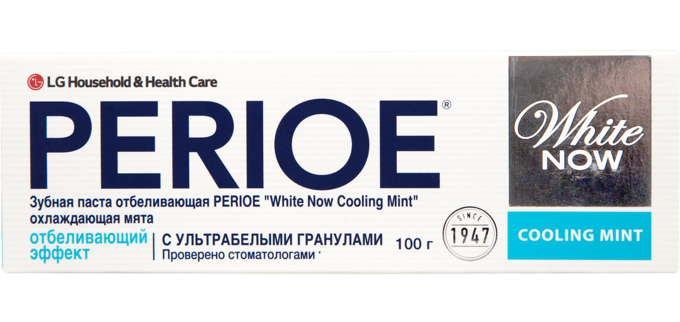 LG Household & Health Care
PERIOE®
Зубная паста отбеливающая PERIOE "White Now Cooling Mint"
охлаждающая мята
отбеливающий
эффект
С УЛЬТРАБЕЛЫМИ ГРАНУЛАМИ
Проверено стоматологами *
100 г
SINCE
1947
White
NOW
COOLING MINT